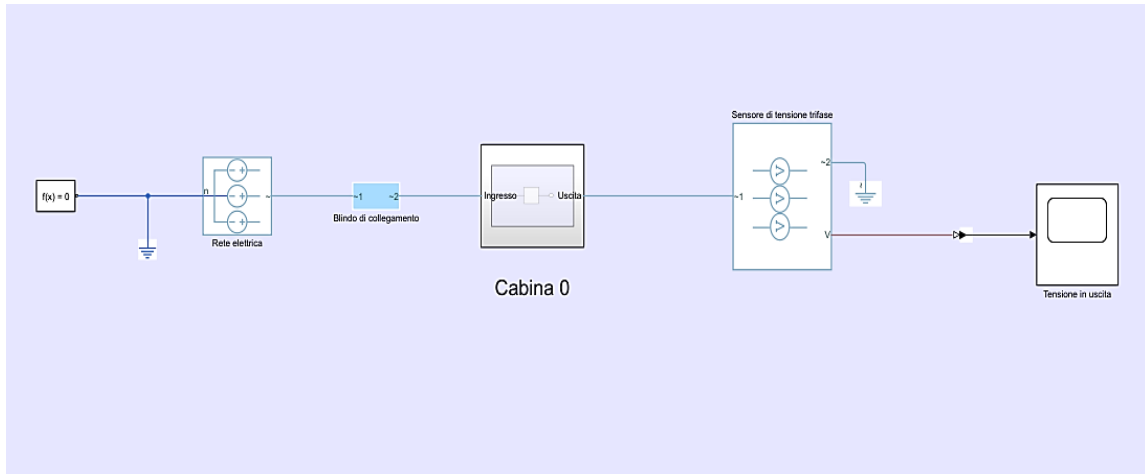 Sensore di tensione trifase
~2
n
f(x) = 0
~
~1
~2
Ingresso
Uscita
~1
Blindo di collegamento
V
Rete elettrica
Cabina 0
Tensione in uscita